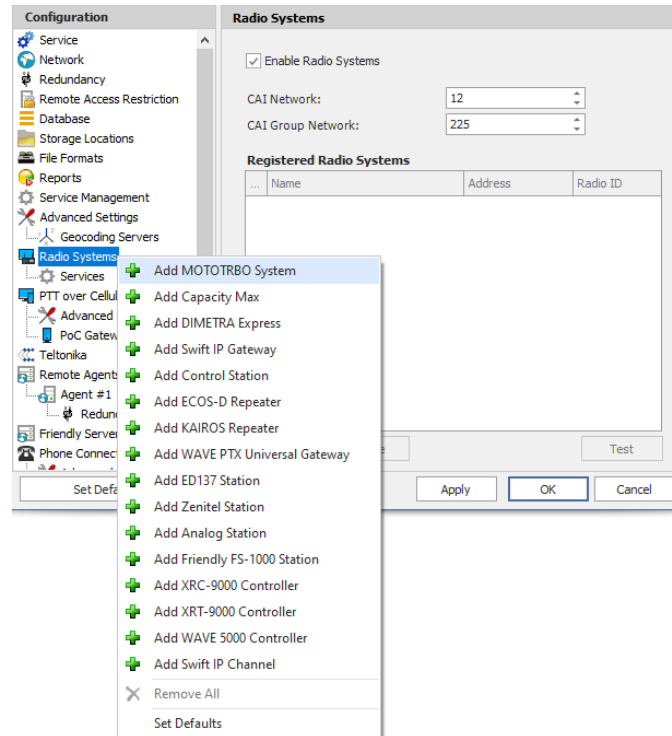 Configuration
Service
Network
Redundancy
Remote Access Restriction
Database
Storage Locations
File Formats
Reports
Service Management
Advanced Settings
Geocoding Servers
Radio Systems
Services
PTT over Cellul
Advanced
PoC Gatew
Teltonika
Remote Agents
Agent #1
Redun
Friendly Server
Phone Connect
Set Defa
Radio Systems
Enable Radio Systems
CAI Network: 12
CAI Group Network: 225
Registered Radio Systems
... Name Address Radio ID
Test
Apply OK Cancel
Add MOTOTRBO System
Add Capacity Max
Add DIMETRA Express
Add Swift IP Gateway
Add Control Station
Add ECOS-D Repeater
Add KAIROS Repeater
Add WAVE PTX Universal Gateway
Add ED137 Station
Add Zenitel Station
Add Analog Station
Add Friendly FS-1000 Station
Add XRC-9000 Controller
Add XRT-9000 Controller
Add WAVE 5000 Controller
Add Swift IP Channel
Remove All
Set Defaults